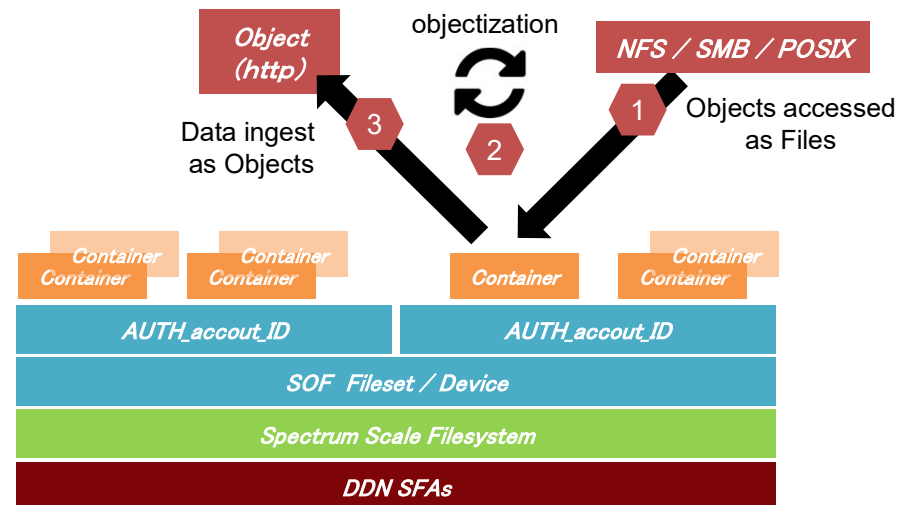 objectization
Object
(http)
NFS / SMB / POSIX
3
1
2
Data ingest
as Objects
Objects accessed
as Files
Container
Container
Container
Container
Container
Container
Container
AUTH_accout_ID
AUTH_accout_ID
SOF Fileset / Device
Spectrum Scale Filesystem
DDN SFAs